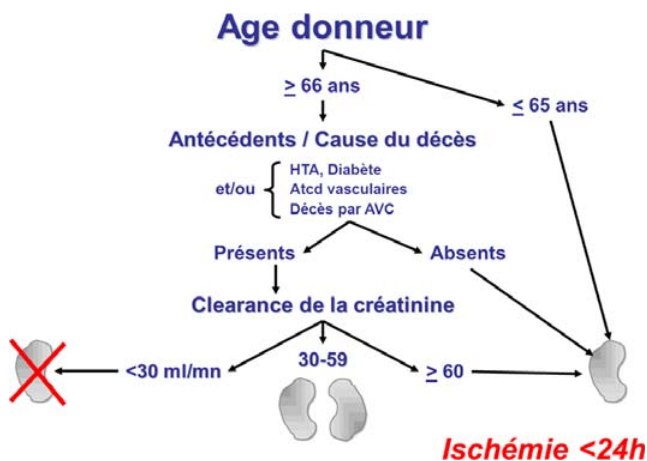 Age donneur
≥ 66 ans
≤ 65 ans
Antécédents / Cause du décès
et/ou
HTA, Diabète
Atcd vasculaires
Décès par AVC
Présents
Absents
Clearance de la créatinine
<30 ml/mn
30-59
≥ 60
Ischémie <24h